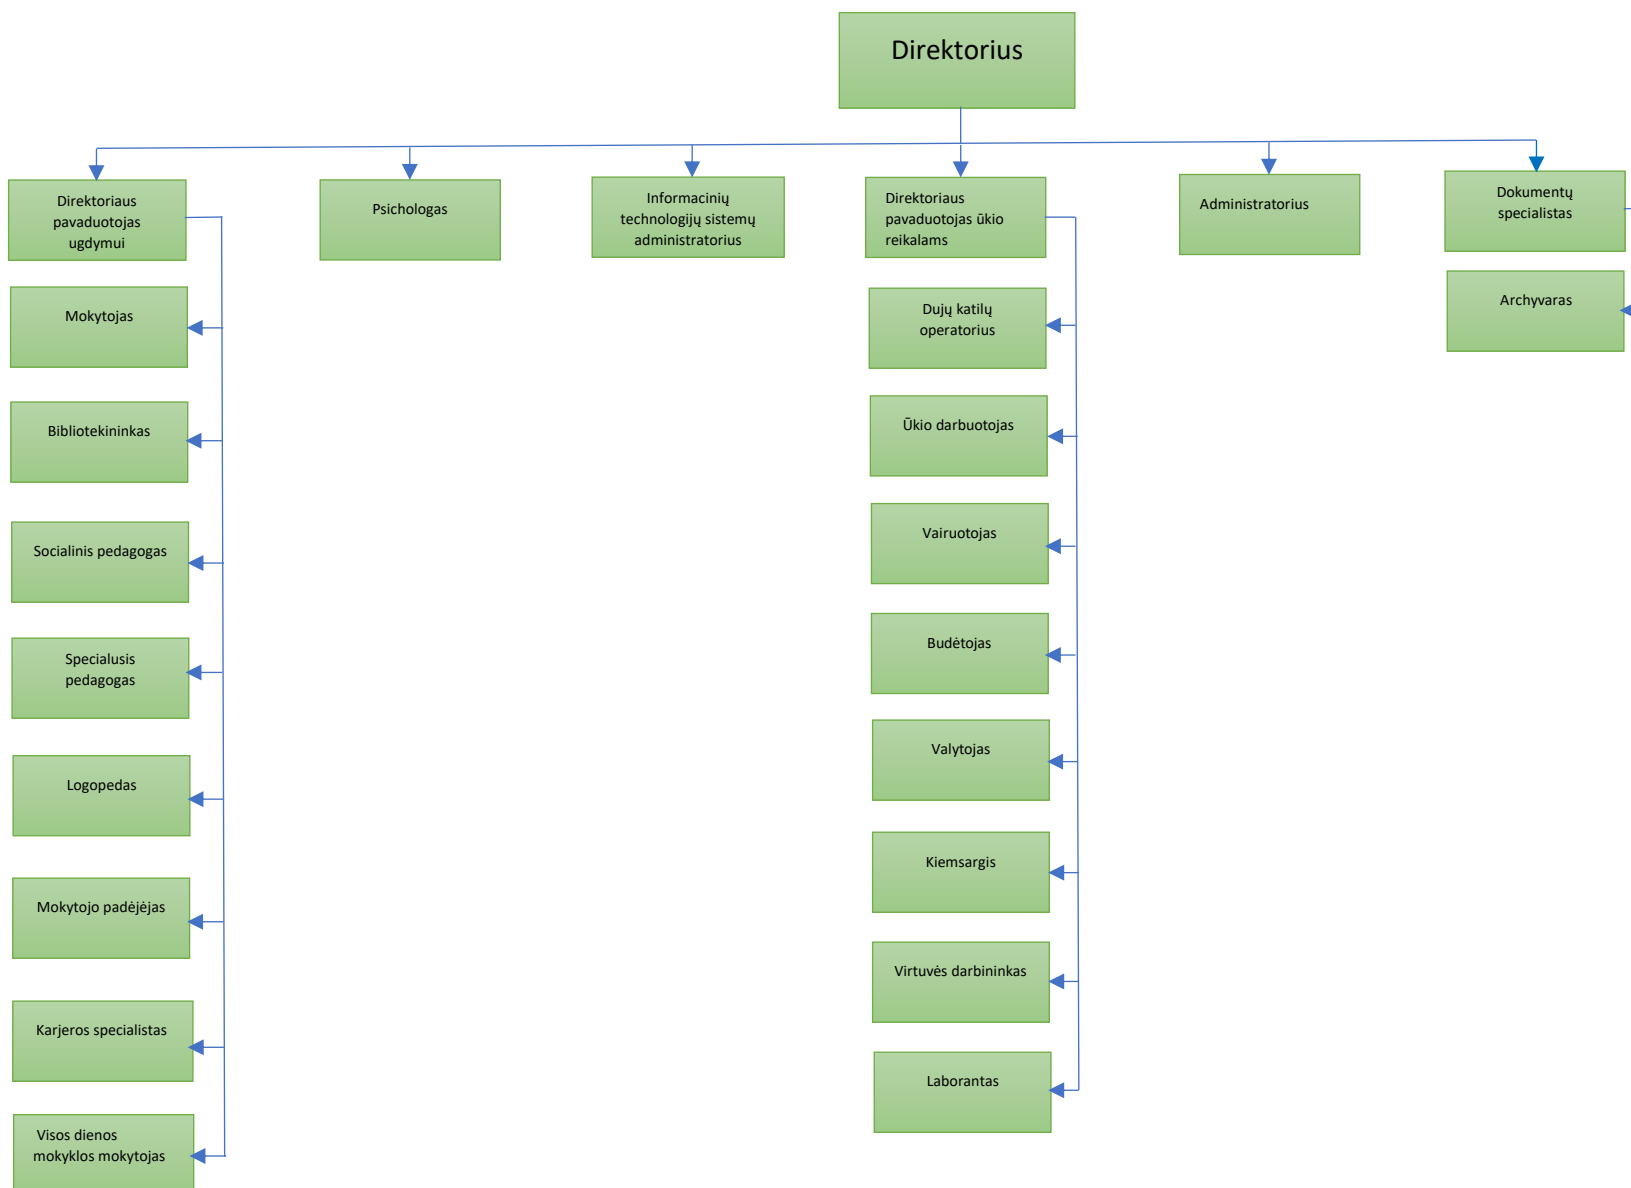 Direktorius
Direktoriaus
pavaduotojas
ugdymui
Psichologas
Informacinių
technologijų sistemų
administratorius
Direktoriaus
pavaduotojas ūkio
reikalams
Administratorius
Dokumentų
specialistas
Mokytojas
Bibliotekininkas
Socialinis pedagogas
Specialusis
pedagogas
Logopedas
Mokytojo padėjėjas
Karjeros specialistas
Visos dienos
mokyklos mokytojas
Dujų katilų
operatorius
Ūkio darbuotojas
Vairuotojas
Budėtojas
Valytojas
Kiemsargis
Virtuvės darbininkas
Laborantas
Archyvaras